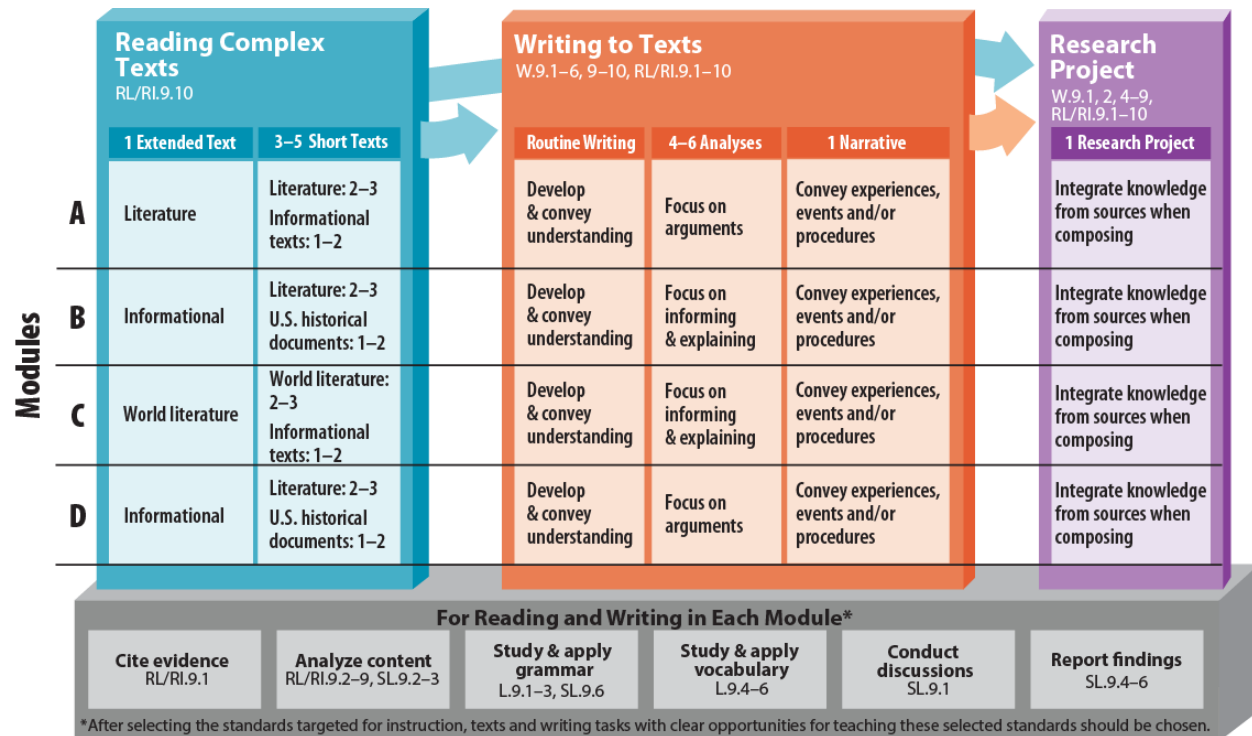 Reading Complex
Texts
RL/RI.9.10
1 Extended Text
3–5 Short Texts
Writing to Texts
W.9.1–6, 9–10, RL/RI.9.1–10
Routine Writing
4–6 Analyses
1 Narrative
Research
Project
W.9.1, 2, 4–9,
RL/RI.9.1–10
1 Research Project
Modules
A
Literature
Literature: 2–3
Informational
texts: 1–2
Develop
& convey
understanding
Focus on
arguments
Convey experiences,
events and/or
procedures
Integrate knowledge
from sources when
composing
B
Informational
Literature: 2–3
U.S. historical
documents: 1–2
Develop
& convey
understanding
Focus on
informing
& explaining
Convey experiences,
events and/or
procedures
Integrate knowledge
from sources when
composing
C
World literature
World literature:
2–3
Informational
texts: 1–2
Develop
& convey
understanding
Focus on
informing
& explaining
Convey experiences,
events and/or
procedures
Integrate knowledge
from sources when
composing
D
Informational
Literature: 2–3
U.S. historical
documents: 1–2
Develop
& convey
understanding
Focus on
arguments
Convey experiences,
events and/or
procedures
Integrate knowledge
from sources when
composing
For Reading and Writing in Each Module*
Cite evidence
RL/RI.9.1
Analyze content
RL/RI.9.2–9, SL.9.2–3
Study & apply
grammar
L.9.1–3, SL.9.6
Study & apply
vocabulary
L.9.4–6
Conduct
discussions
SL.9.1
Report findings
SL.9.4–6
*After selecting the standards targeted for instruction, texts and writing tasks with clear opportunities for teaching these selected standards should be chosen.